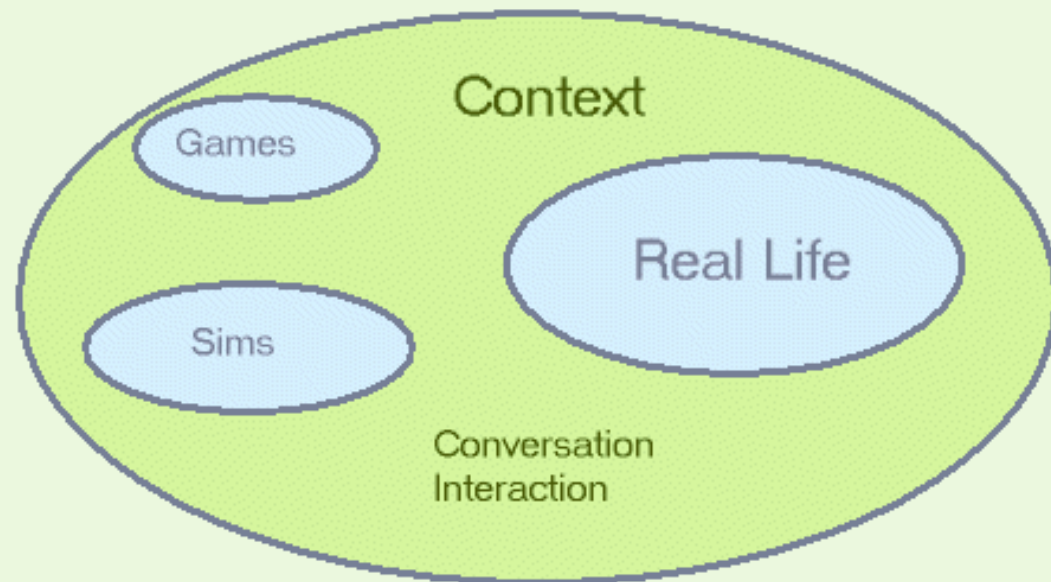 Context
Games
Real Life
Sims
Conversation
Interaction